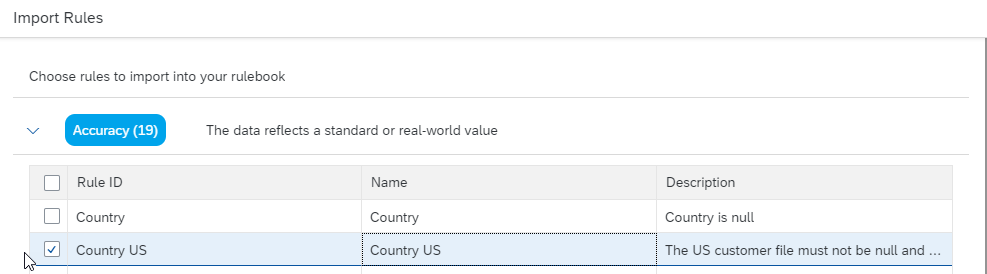 Import Rules
Choose rules to import into your rulebook
Accuracy (19) The data reflects a standard or real-world value
Rule ID Name Description
Country Country Country is null
Country US Country US The US customer file must not be null and ...